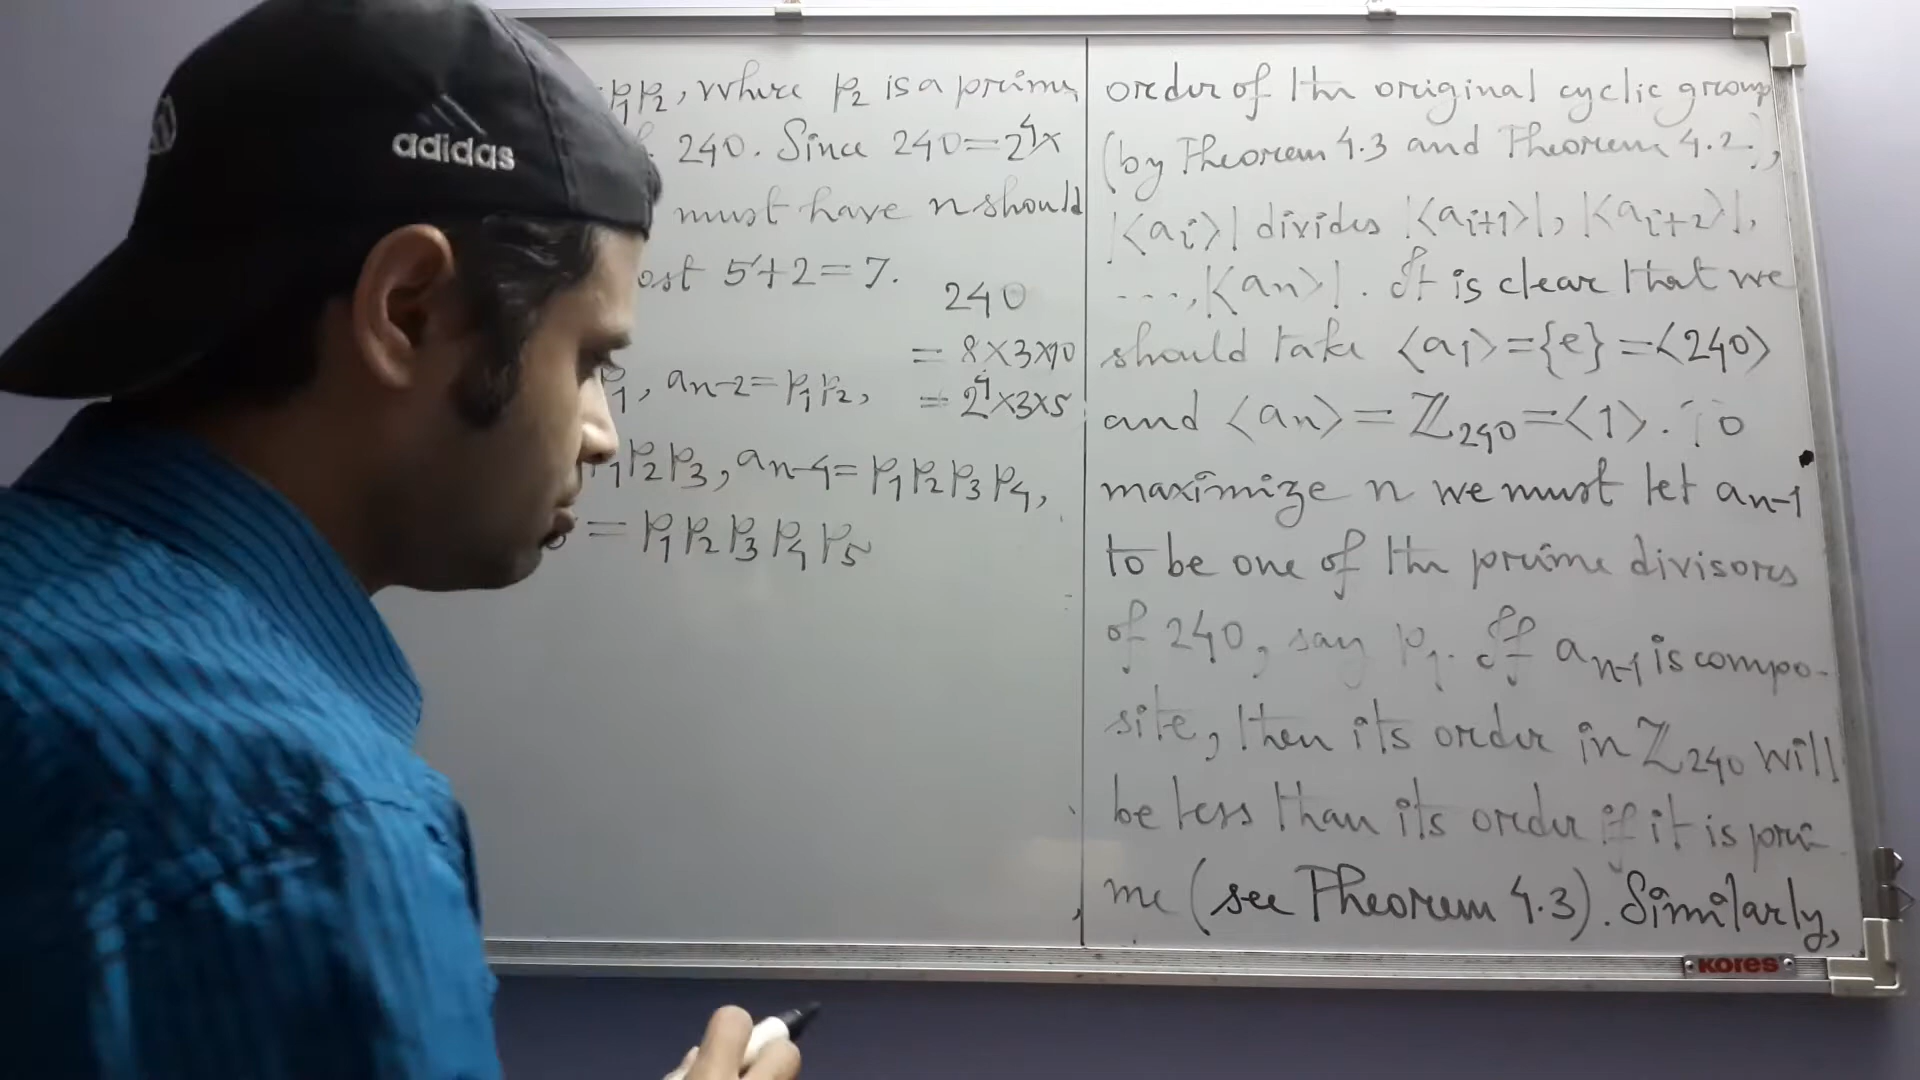 adidas
p1p2, where p2 is a prime
240. Since 240=2^4×
must have n should
ost 5+2=7.
240
= 8×3×10
= 2^4×3×5
p1, an-2=p1p2,
p1p2p3, an-4=p1p2p3p4,
= p1p2p3p4p5
order of the original cyclic group
(by Theorem 4.3 and Theorem 4.2),
|<ai>| divides |<ai+1>|, |<ai+2>|,
..., |<an>|. It is clear that we
should take <a1>={e}=<240>
and <an>=ℤ240=<1>. To
maximize n we must let an-1
to be one of the prime divisors
of 240, say p1. If an-1 is compo-
site, then its order in ℤ240 will
be less than its order if it is pri-
me (see Theorem 4.3). Similarly,
KORES